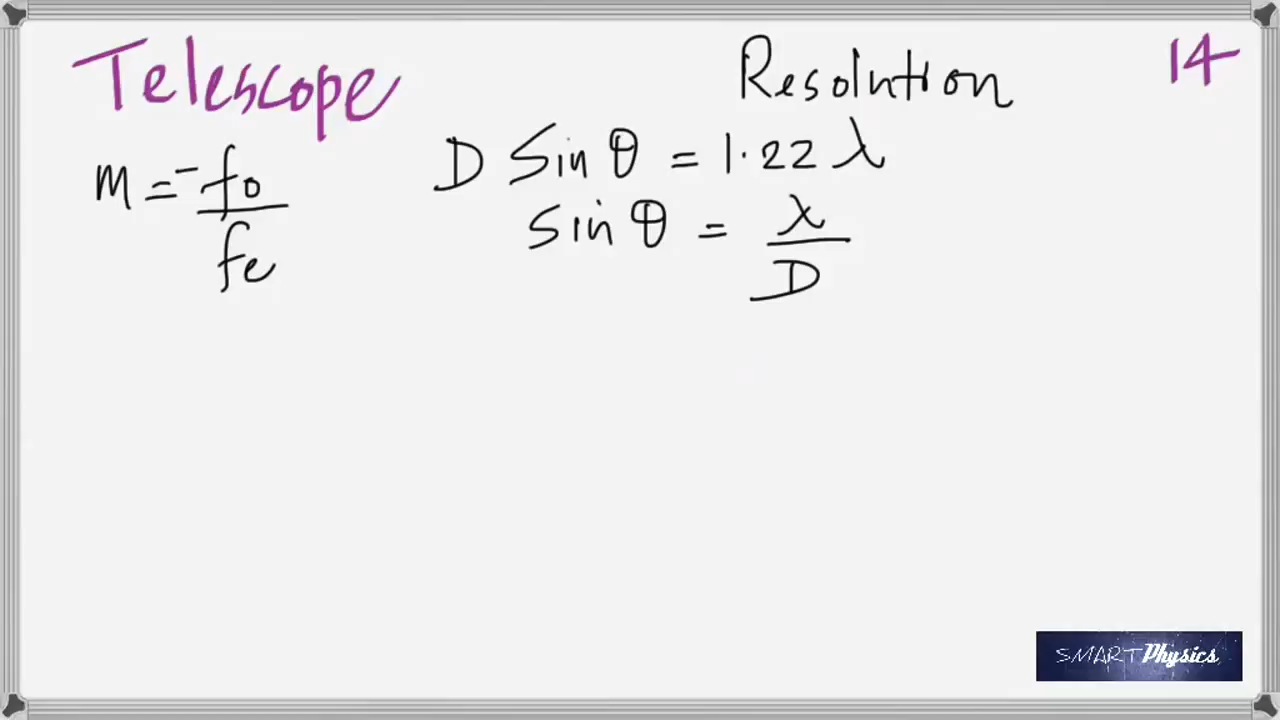 Telescope
Resolution
14
m = -fo/fe
D Sin θ = 1.22 λ
Sin θ = λ/D
SMART Physics